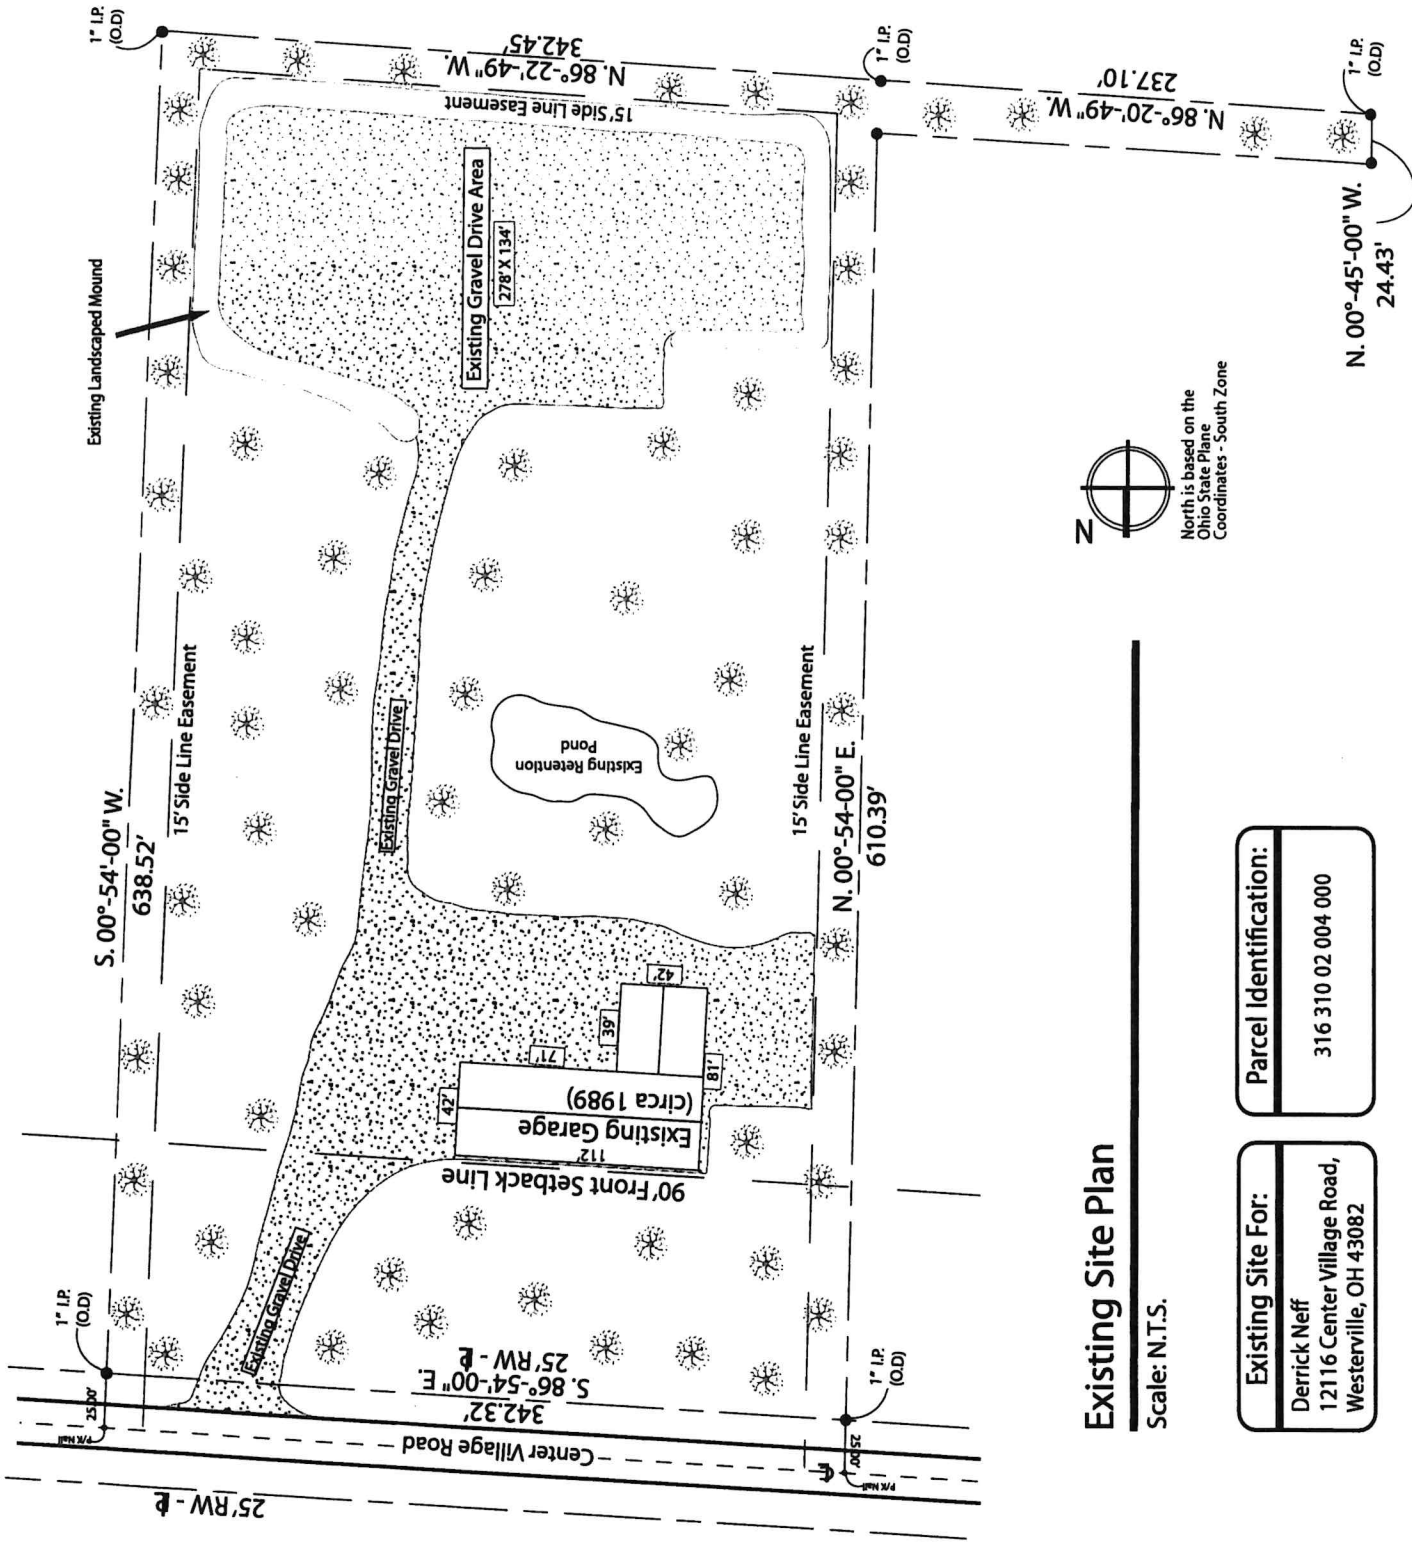 1" I.P.
(O.D)
N. 86°-22'-49" W.
342.45'
1" I.P.
(O.D)
N. 86°-20'-49" W.
237.10'
1" I.P.
(O.D)
N. 00°-45'-00" W.
24.43'
15' Side Line Easement
Existing Landscaped Mound
Existing Gravel Drive Area
278' X 134'
S. 00°-54'-00" W.
638.52'
15' Side Line Easement
Existing Gravel Drive
Existing Retention
Pond
15' Side Line Easement
N. 00°-54-00" E.
610.39'
N
North is based on the
Ohio State Plane
Coordinates - South Zone
42'
39'
71'
81'
42'
Existing Garage
(circa 1989)
112'
90' Front Setback Line
Existing Gravel Drive
1" I.P.
(O.D)
25.00'
P/K Nail
25' RW -
S. 86°-54'-00" E
342.32'
Center Village Road
1" I.P.
(O.D)
25.00'
P/K Nail
25' RW -
Existing Site Plan
Scale: N.T.S.
Existing Site For:
Derrick Neff
12116 Center Village Road,
Westerville, OH 43082
Parcel Identification:
316 310 02 004 000